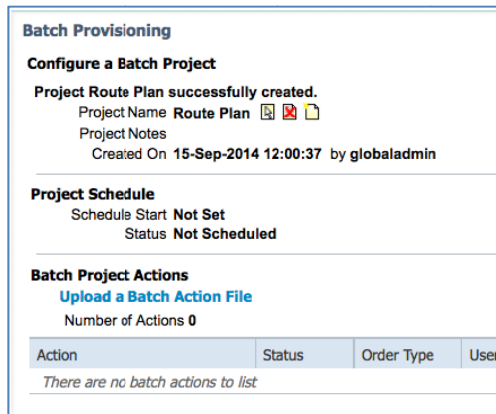 Batch Provisioning
Configure a Batch Project
Project Route Plan successfully created.
Project Name Route Plan
Project Notes
Created On 15-Sep-2014 12:00:37 by globaladmin
Project Schedule
Schedule Start Not Set
Status Not Scheduled
Batch Project Actions
Upload a Batch Action File
Number of Actions 0
Action Status Order Type User
There are no batch actions to list